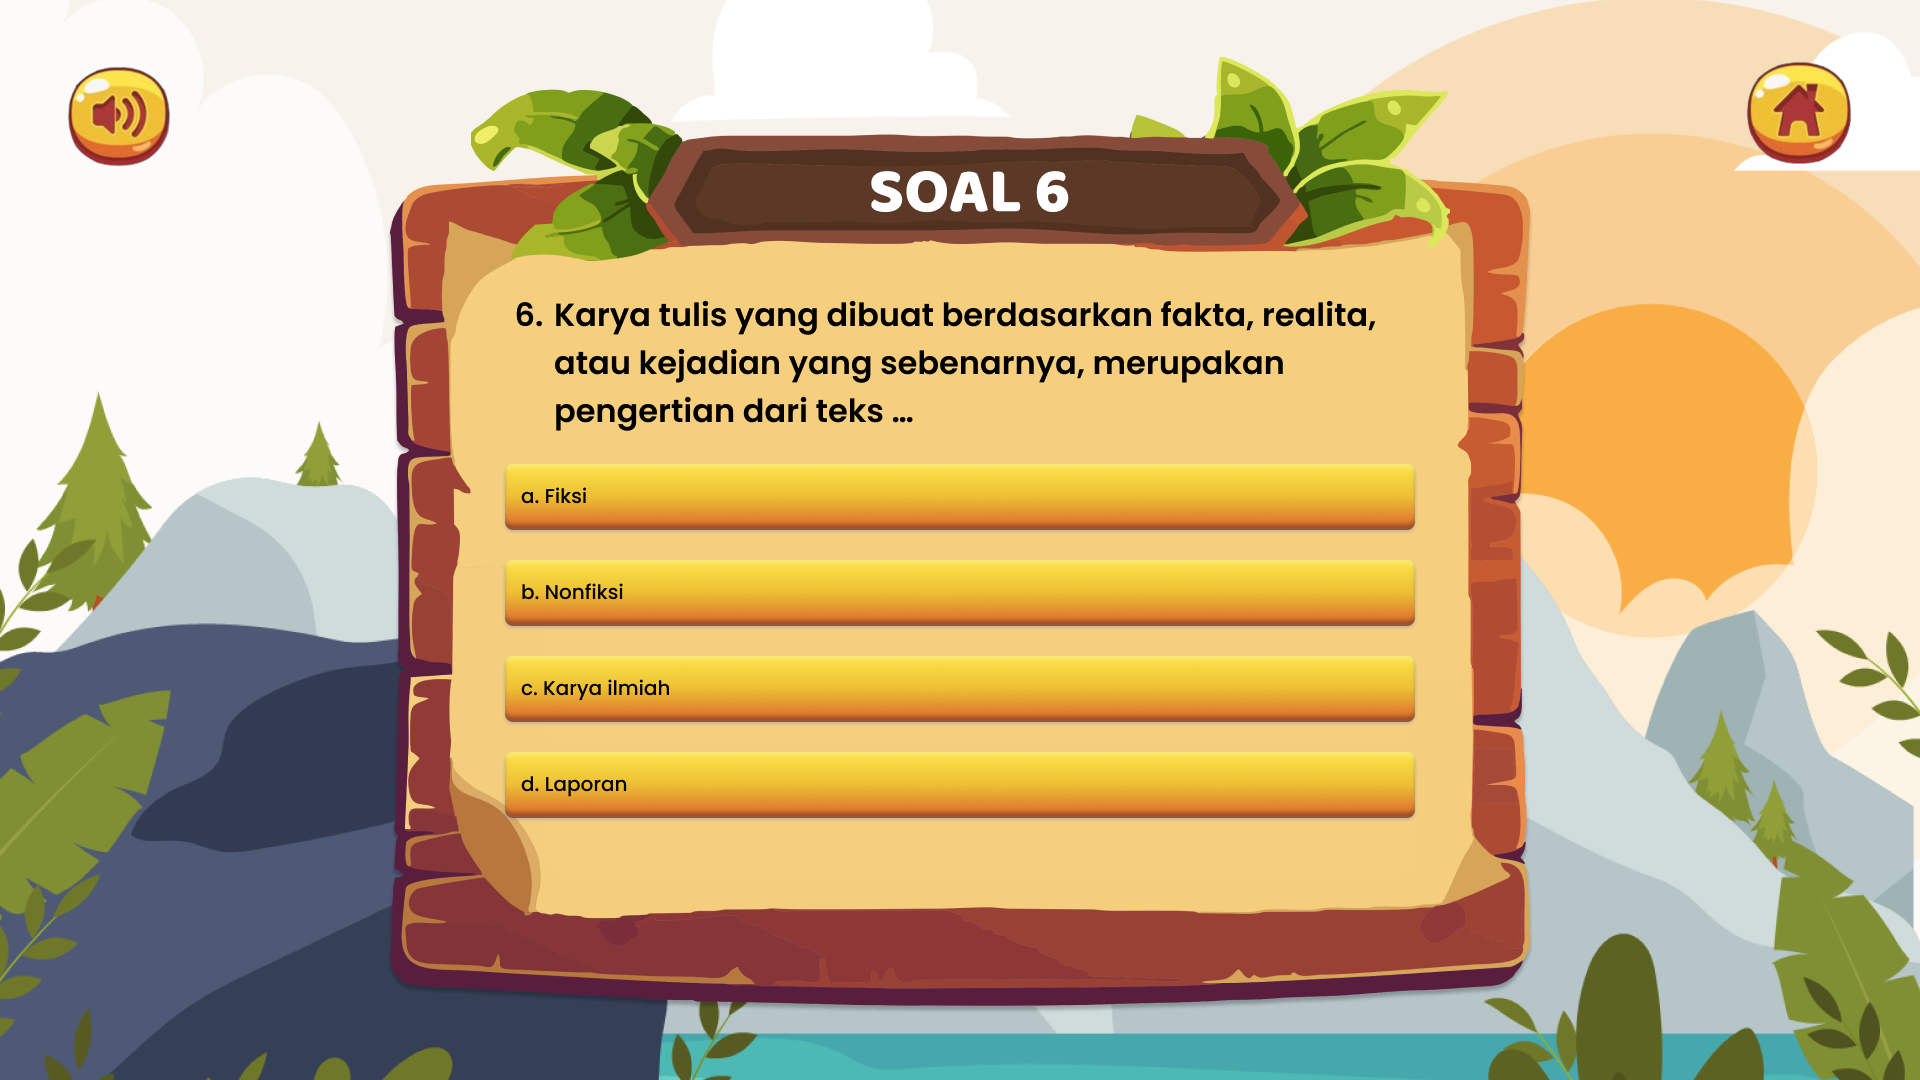 SOAL 6
6. Karya tulis yang dibuat berdasarkan fakta, realita,
atau kejadian yang sebenarnya, merupakan
pengertian dari teks ...
a. Fiksi
b. Nonfiksi
c. Karya ilmiah
d. Laporan